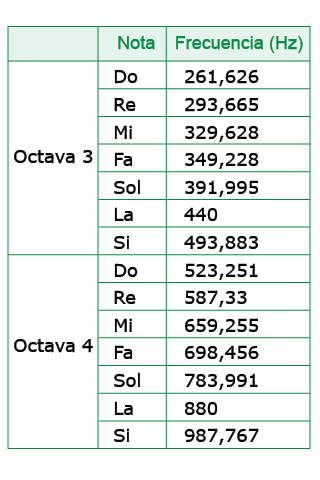 Nota Frecuencia (Hz)
Octava 3
Do 261,626
Re 293,665
Mi 329,628
Fa 349,228
Sol 391,995
La 440
Si 493,883
Octava 4
Do 523,251
Re 587,33
Mi 659,255
Fa 698,456
Sol 783,991
La 880
Si 987,767